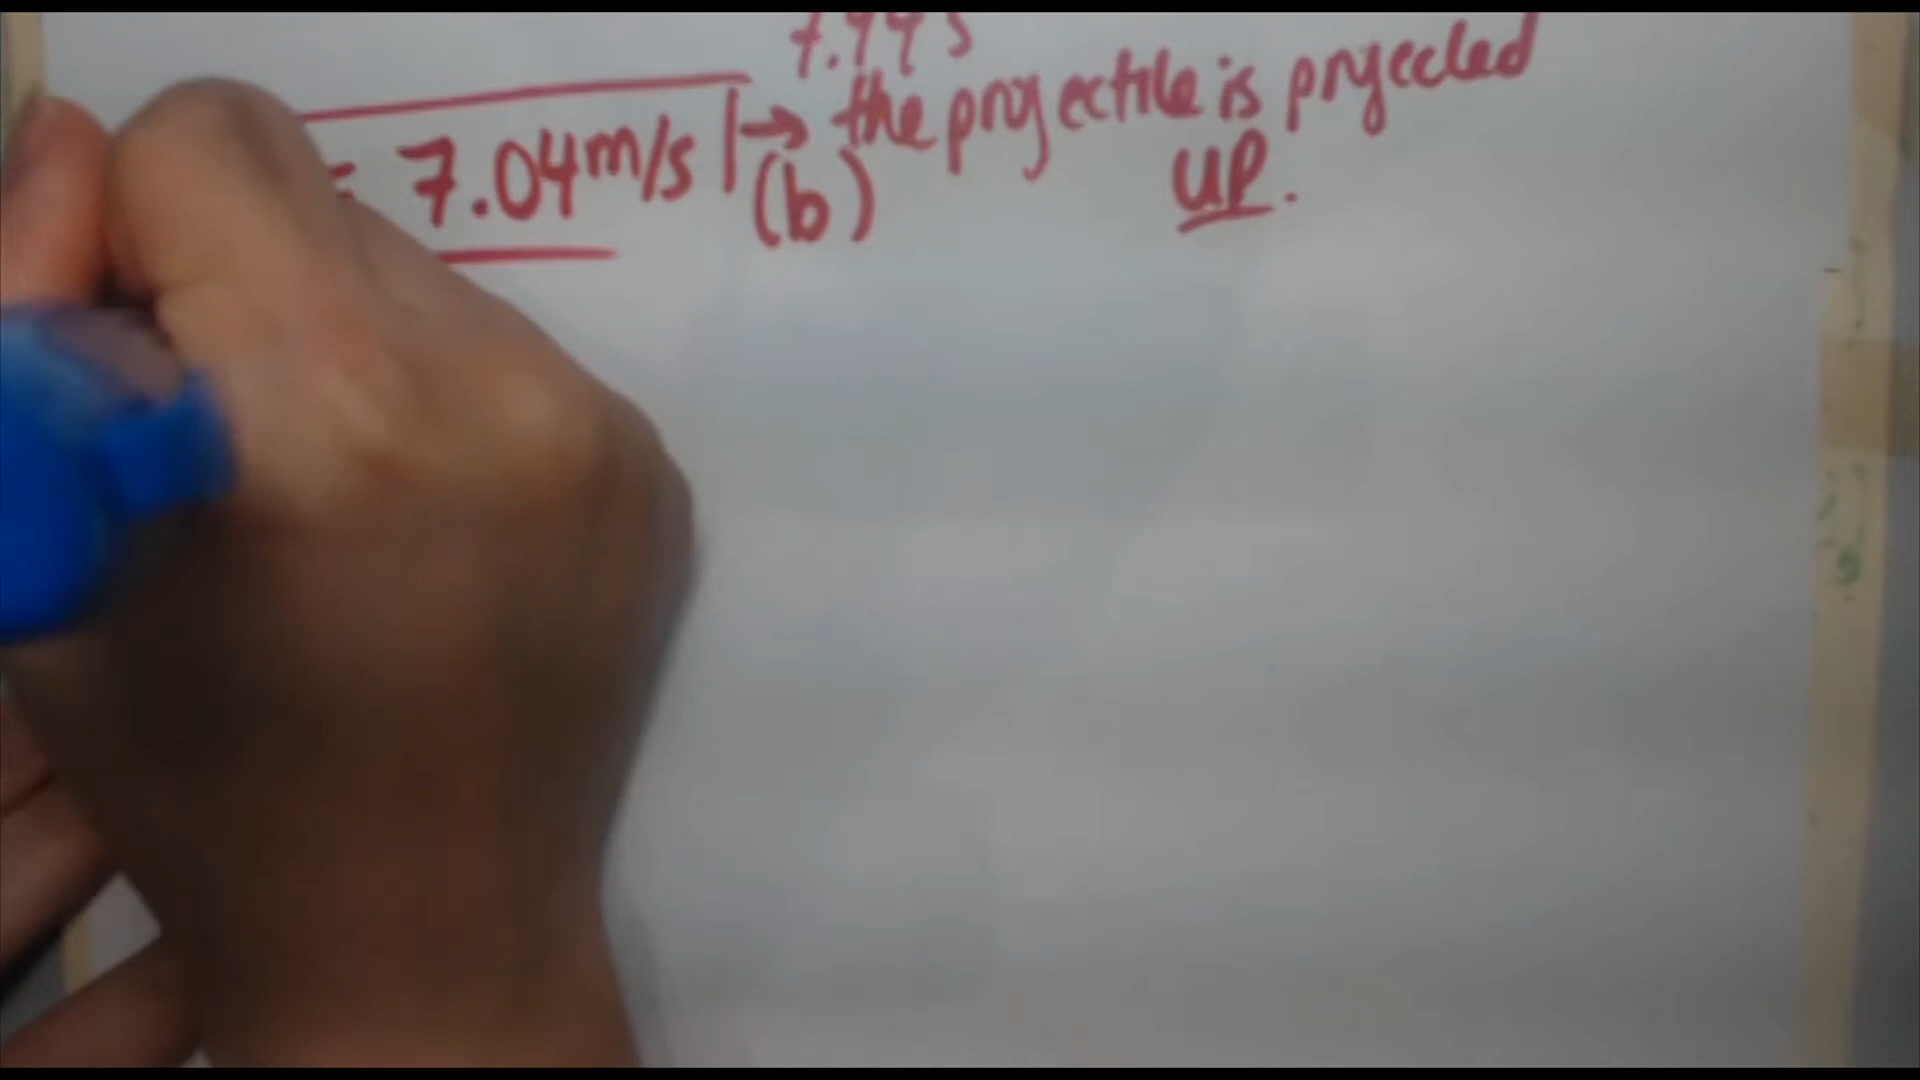 = 7.04m/s → the projectile is projected
(b) UP.